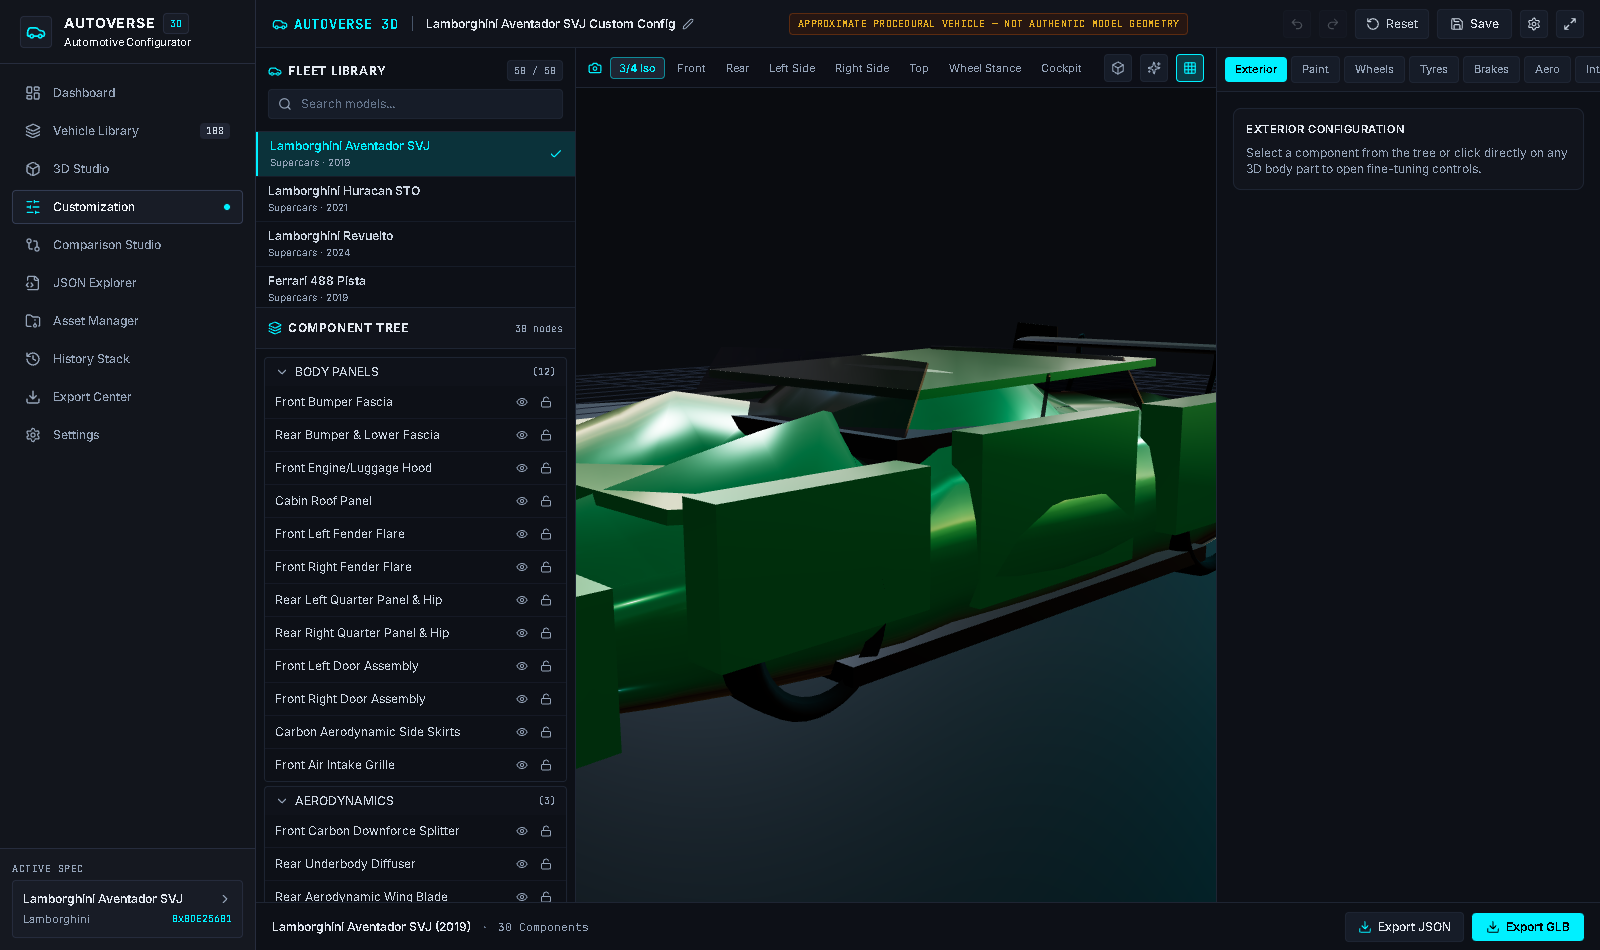 AUTOVERSE 3D
Automotive Configurator
Dashboard
Vehicle Library 188
3D Studio
Customization
Comparison Studio
JSON Explorer
Asset Manager
History Stack
Export Center
Settings
ACTIVE SPEC
Lamborghini Aventador SVJ
Lamborghini 0x8DE25681
AUTOVERSE 3D
Lamborghini Aventador SVJ Custom Config
APPROXIMATE PROCEDURAL VEHICLE — NOT AUTHENTIC MODEL GEOMETRY
Reset
Save
FLEET LIBRARY 58 / 58
Search models...
Lamborghini Aventador SVJ
Supercars · 2019
Lamborghini Huracan STO
Supercars · 2021
Lamborghini Revuelto
Supercars · 2024
Ferrari 488 Pista
Supercars · 2019
COMPONENT TREE 30 nodes
BODY PANELS (12)
Front Bumper Fascia
Rear Bumper & Lower Fascia
Front Engine/Luggage Hood
Cabin Roof Panel
Front Left Fender Flare
Front Right Fender Flare
Rear Left Quarter Panel & Hip
Rear Right Quarter Panel & Hip
Front Left Door Assembly
Front Right Door Assembly
Carbon Aerodynamic Side Skirts
Front Air Intake Grille
AERODYNAMICS (3)
Front Carbon Downforce Splitter
Rear Underbody Diffuser
Rear Aerodynamic Wing Blade
3/4 Iso Front Rear Left Side Right Side Top Wheel Stance Cockpit
Exterior Paint Wheels Tyres Brakes Aero Int
EXTERIOR CONFIGURATION
Select a component from the tree or click directly on any
3D body part to open fine-tuning controls.
Lamborghini Aventador SVJ (2019) · 30 Components
Export JSON
Export GLB